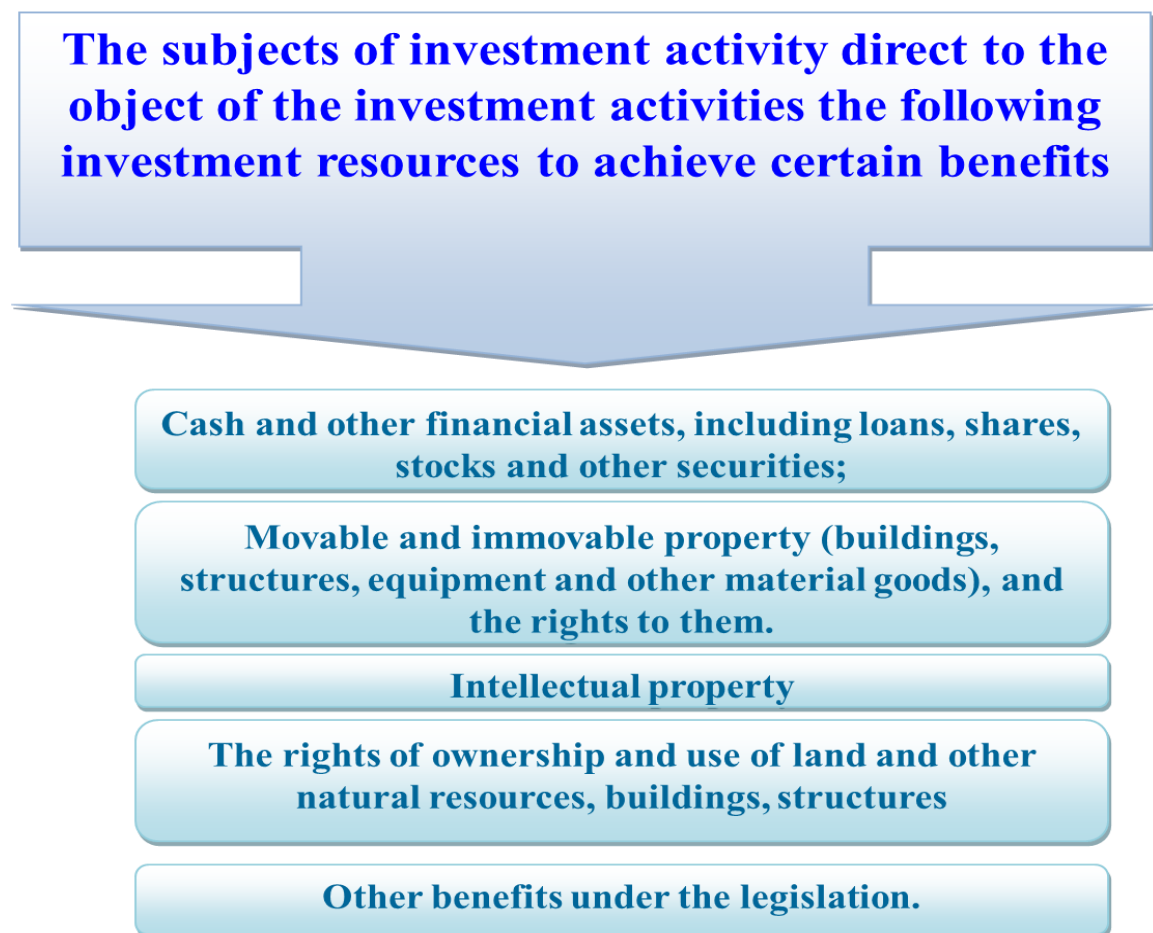 The subjects of investment activity direct to the
object of the investment activities the following
investment resources to achieve certain benefits
Cash and other financial assets, including loans, shares,
stocks and other securities;
Movable and immovable property (buildings,
structures, equipment and other material goods), and
the rights to them.
Intellectual property
The rights of ownership and use of land and other
natural resources, buildings, structures
Other benefits under the legislation.